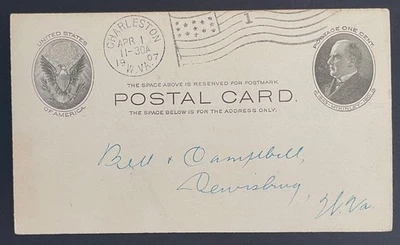 CHARLESTON
APR 1
11-30A
1907
W.VA.
1
UNITED STATES
OF AMERICA.
POSTAGE ONE CENT.
THE SPACE ABOVE IS RESERVED FOR POSTMARK.
POSTAL CARD.
THE SPACE BELOW IS FOR THE ADDRESS ONLY.
Bell & Campbell,
Lewisburg,
W.Va.